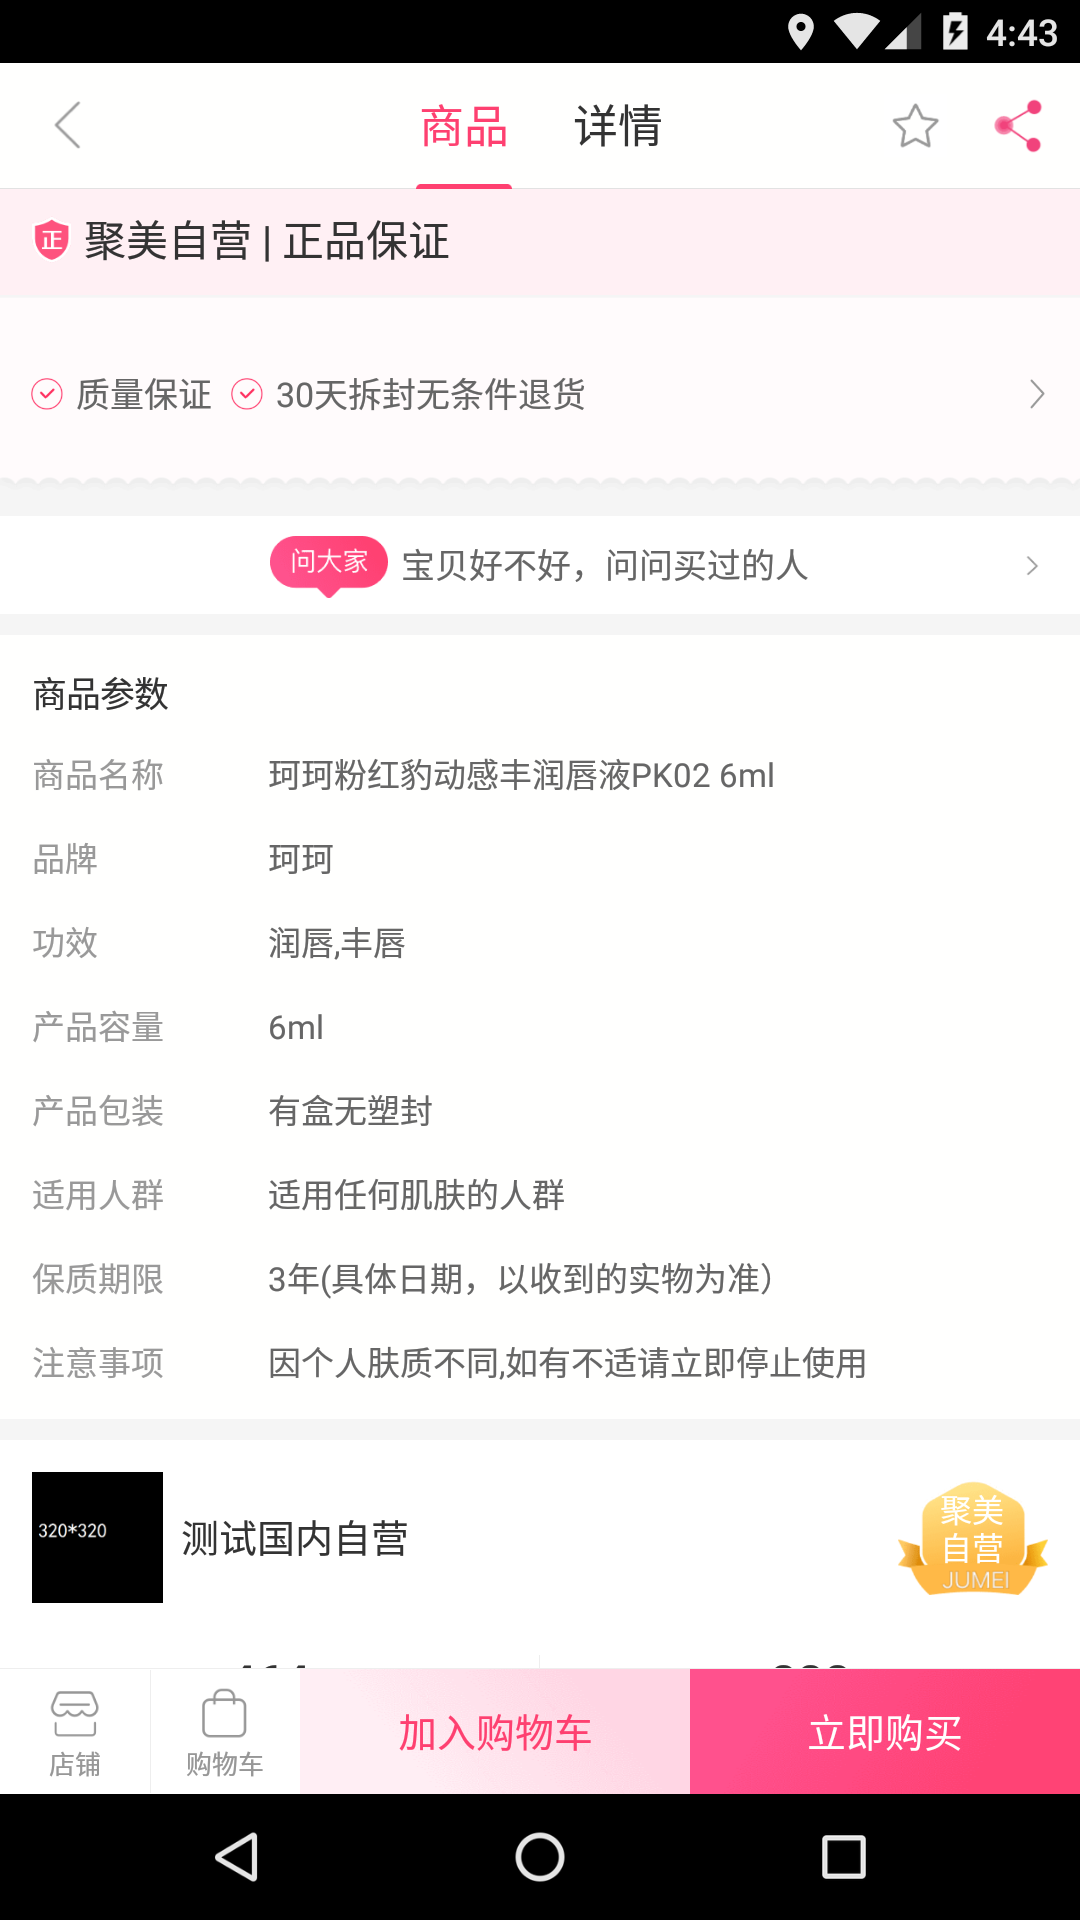 4:43
商品 详情
正 聚美自营 | 正品保证
质量保证 30天拆封无条件退货
问大家 宝贝好不好，问问买过的人
商品参数
商品名称 珂珂粉红豹动感丰润唇液PK02 6ml
品牌 珂珂
功效 润唇,丰唇
产品容量 6ml
产品包装 有盒无塑封
适用人群 适用任何肌肤的人群
保质期限 3年(具体日期，以收到的实物为准）
注意事项 因个人肤质不同,如有不适请立即停止使用
320*320 测试国内自营
聚美
自营
JUMEI
店铺 购物车 加入购物车 立即购买